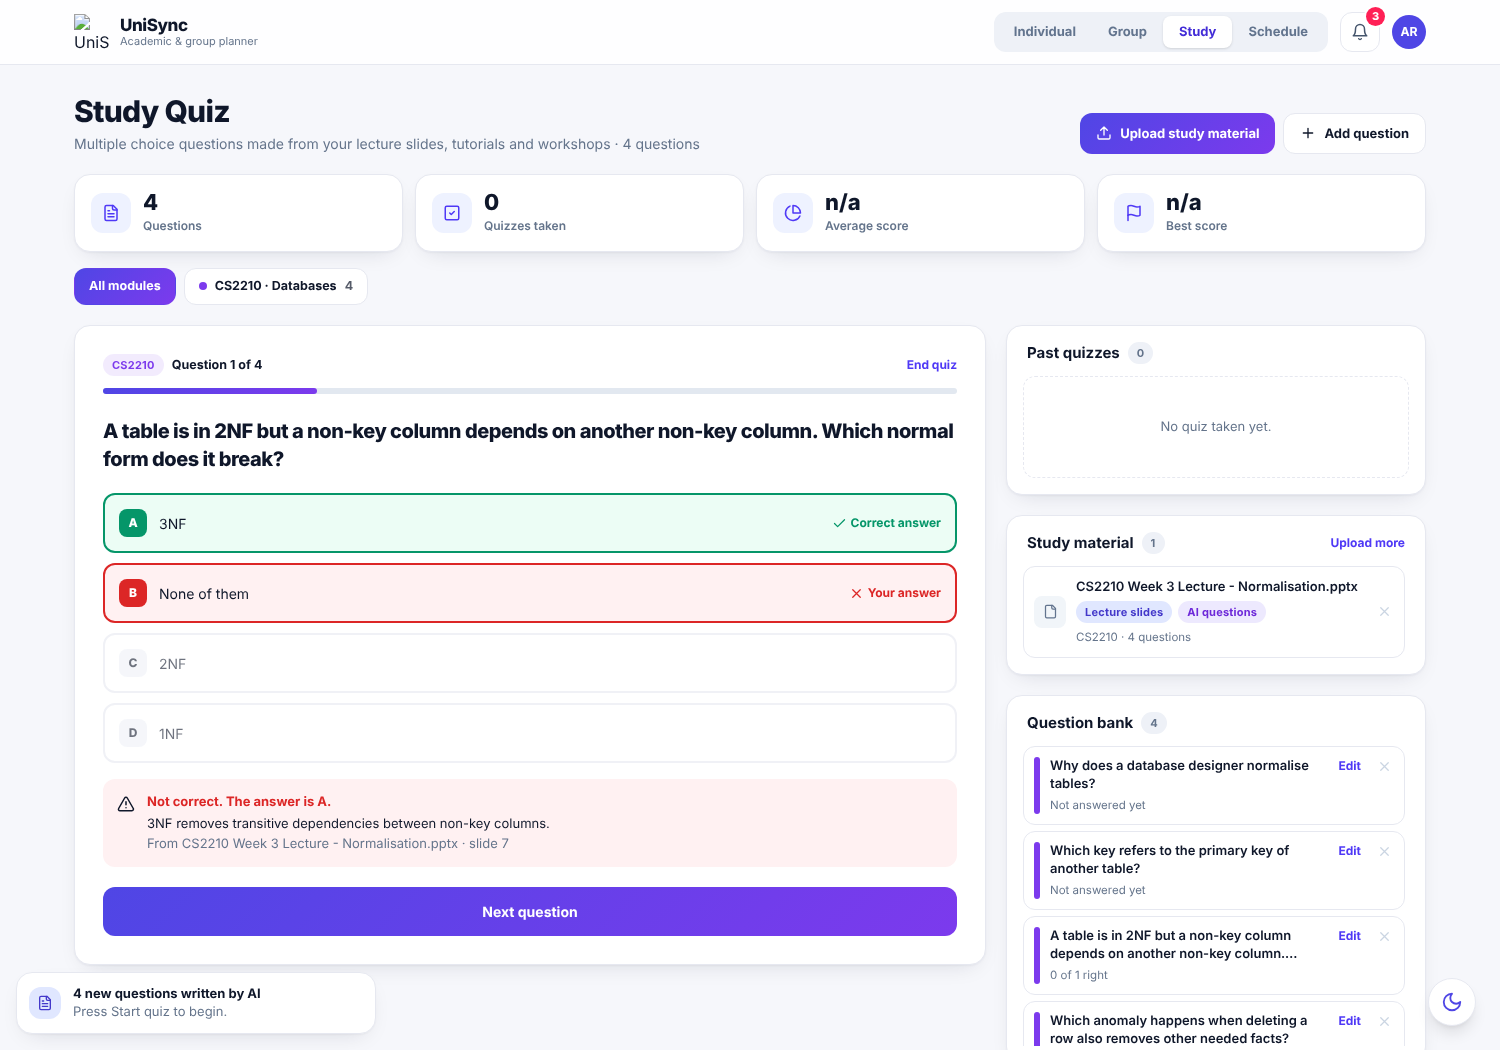 UniS
UniSync
Academic & group planner
Individual
Group
Study
Schedule
3
AR
Study Quiz
Multiple choice questions made from your lecture slides, tutorials and workshops · 4 questions
Upload study material
Add question
4
Questions
0
Quizzes taken
n/a
Average score
n/a
Best score
All modules
CS2210 · Databases 4
CS2210 Question 1 of 4
End quiz
A table is in 2NF but a non-key column depends on another non-key column. Which normal
form does it break?
A 3NF
Correct answer
B None of them
Your answer
C 2NF
D 1NF
Not correct. The answer is A.
3NF removes transitive dependencies between non-key columns.
From CS2210 Week 3 Lecture - Normalisation.pptx · slide 7
Next question
Past quizzes 0
No quiz taken yet.
Study material 1
Upload more
CS2210 Week 3 Lecture - Normalisation.pptx
Lecture slides
AI questions
CS2210 · 4 questions
Question bank 4
Why does a database designer normalise
tables?
Edit
Not answered yet
Which key refers to the primary key of
another table?
Edit
Not answered yet
A table is in 2NF but a non-key column
depends on another non-key column....
Edit
0 of 1 right
Which anomaly happens when deleting a
row also removes other needed facts?
Edit
4 new questions written by AI
Press Start quiz to begin.